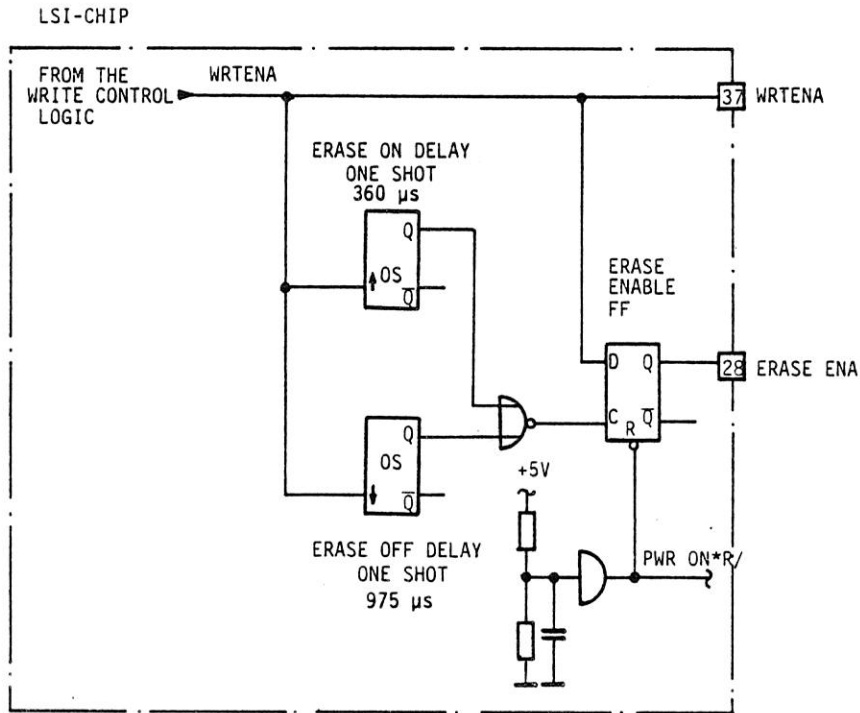 LSI-CHIP
FROM THE
WRITE CONTROL
LOGIC
WRTENA
37
WRTENA
ERASE ON DELAY
ONE SHOT
360 µs
Q
OS
Q̅
ERASE
ENABLE
FF
D
Q
28
ERASE ENA
C
Q̅
R
Q
OS
Q̅
+5V
ERASE OFF DELAY
ONE SHOT
975 µs
PWR ON*R/